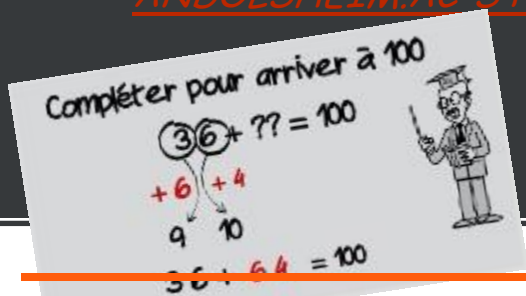 Compléter pour arriver à 100
36 + ?? = 100
+6 +4
9 10
36 + 64 = 100